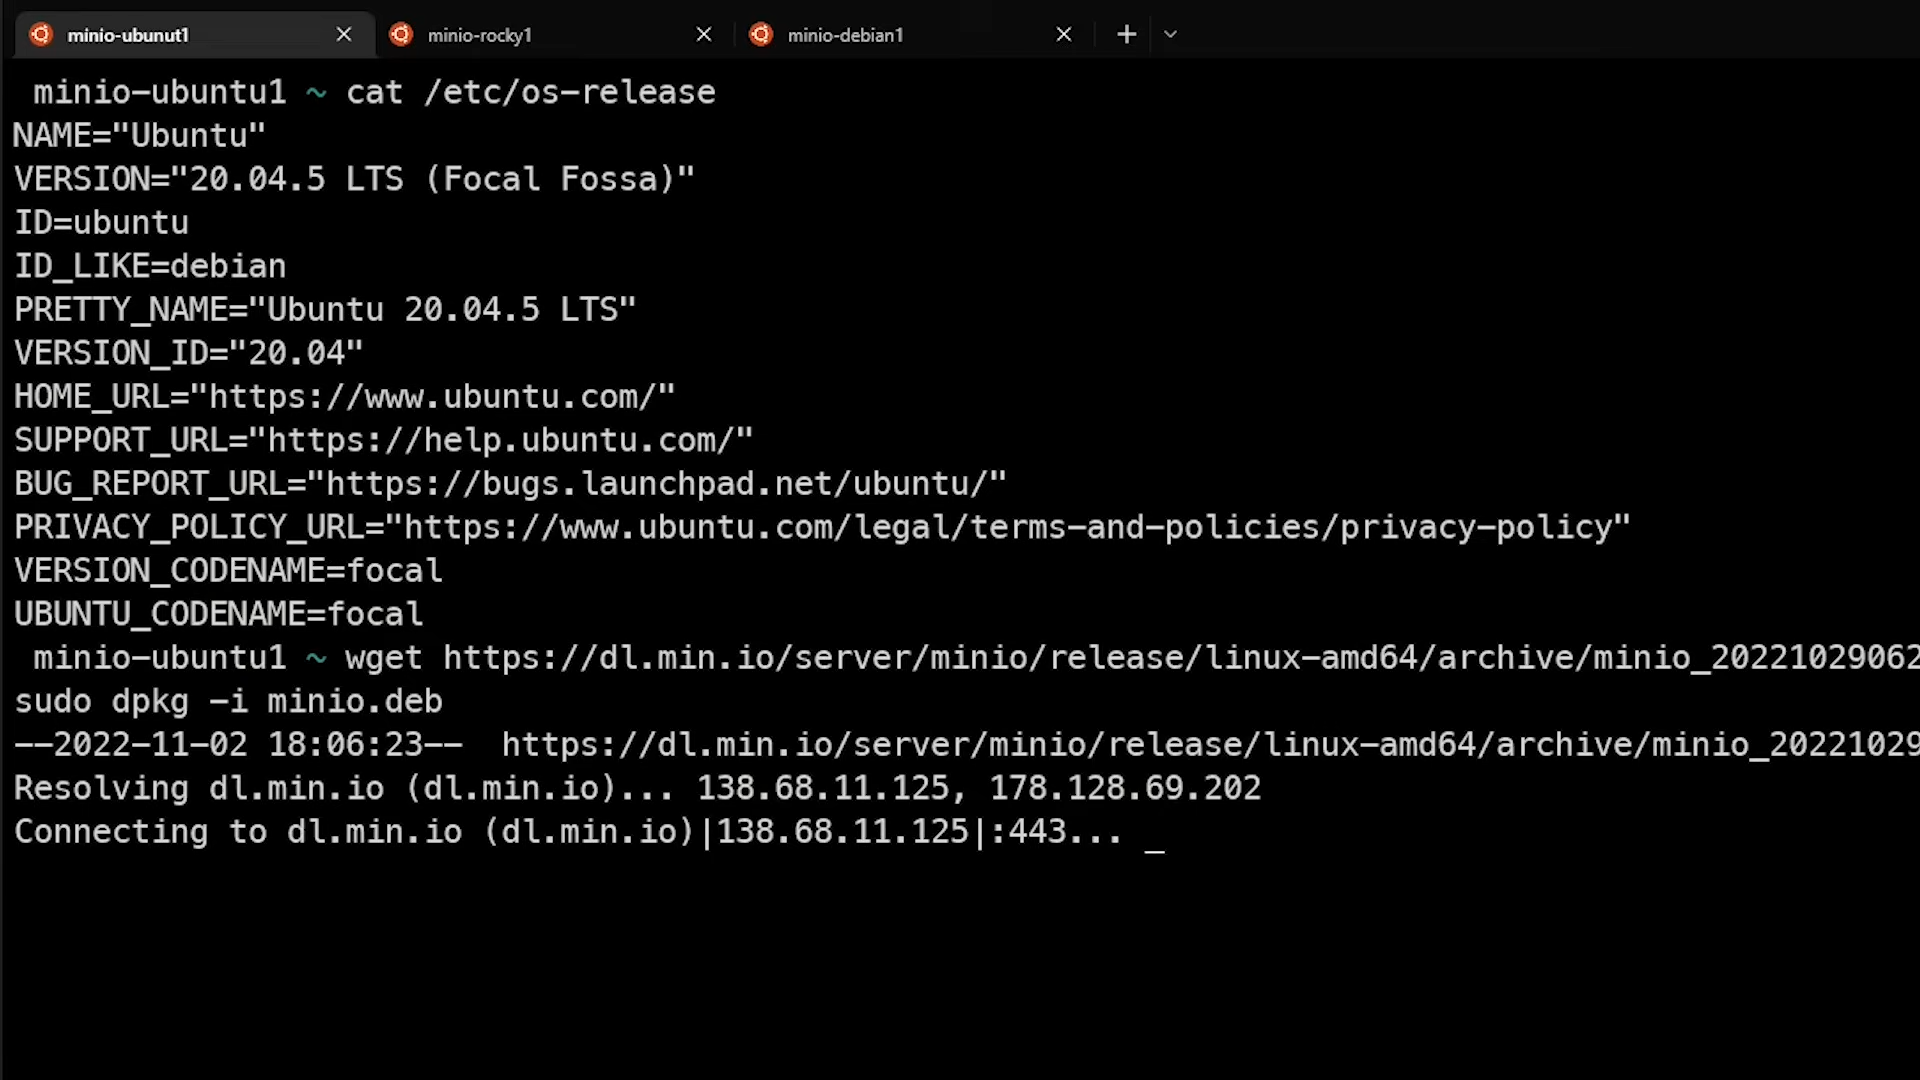 minio-ubunut1 minio-rocky1 minio-debian1
minio-ubuntu1 ~ cat /etc/os-release
NAME="Ubuntu"
VERSION="20.04.5 LTS (Focal Fossa)"
ID=ubuntu
ID_LIKE=debian
PRETTY_NAME="Ubuntu 20.04.5 LTS"
VERSION_ID="20.04"
HOME_URL="https://www.ubuntu.com/"
SUPPORT_URL="https://help.ubuntu.com/"
BUG_REPORT_URL="https://bugs.launchpad.net/ubuntu/"
PRIVACY_POLICY_URL="https://www.ubuntu.com/legal/terms-and-policies/privacy-policy"
VERSION_CODENAME=focal
UBUNTU_CODENAME=focal
minio-ubuntu1 ~ wget https://dl.min.io/server/minio/release/linux-amd64/archive/minio_20221029062
sudo dpkg -i minio.deb
--2022-11-02 18:06:23--  https://dl.min.io/server/minio/release/linux-amd64/archive/minio_20221029
Resolving dl.min.io (dl.min.io)... 138.68.11.125, 178.128.69.202
Connecting to dl.min.io (dl.min.io)|138.68.11.125|:443... _